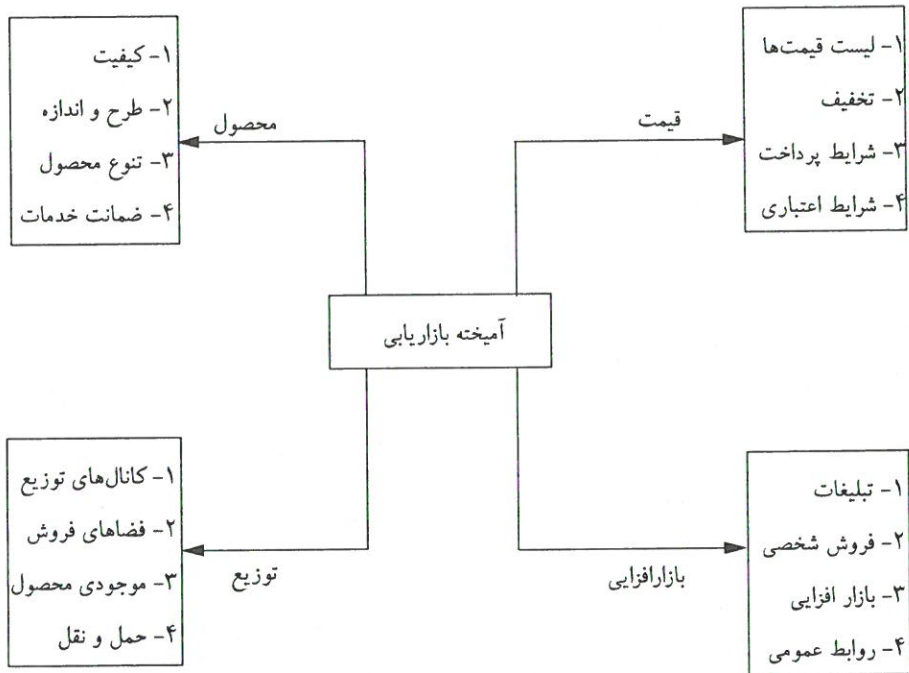 ۱- لیست قیمت‌ها
۲- تخفیف
۳- شرایط پرداخت
۴- شرایط اعتباری
قیمت
۱- کیفیت
۲- طرح و اندازه
۳- تنوع محصول
۴- ضمانت خدمات
محصول
آمیخته بازاریابی
۱- تبلیغات
۲- فروش شخصی
۳- بازار افزایی
۴- روابط عمومی
بازارافزایی
۱- کانال‌های توزیع
۲- فضاهای فروش
۳- موجودی محصول
۴- حمل و نقل
توزیع